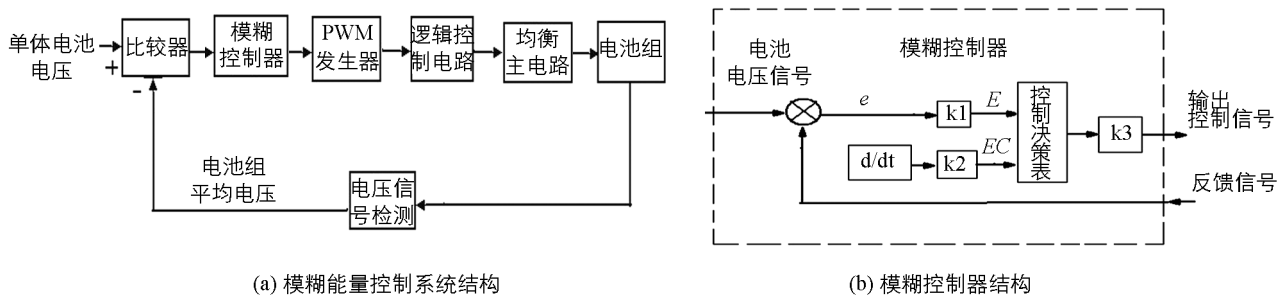 单体电池
电压
+
-
比较器
模糊
控制器
PWM
发生器
逻辑控
制电路
均衡
主电路
电池组
电池组
平均电压
电压信
号检测
(a) 模糊能量控制系统结构
电池
电压信号
模糊控制器
e
k1
E
d/dt
k2
EC
控制决策表
k3
输出
控制信号
反馈信号
(b) 模糊控制器结构